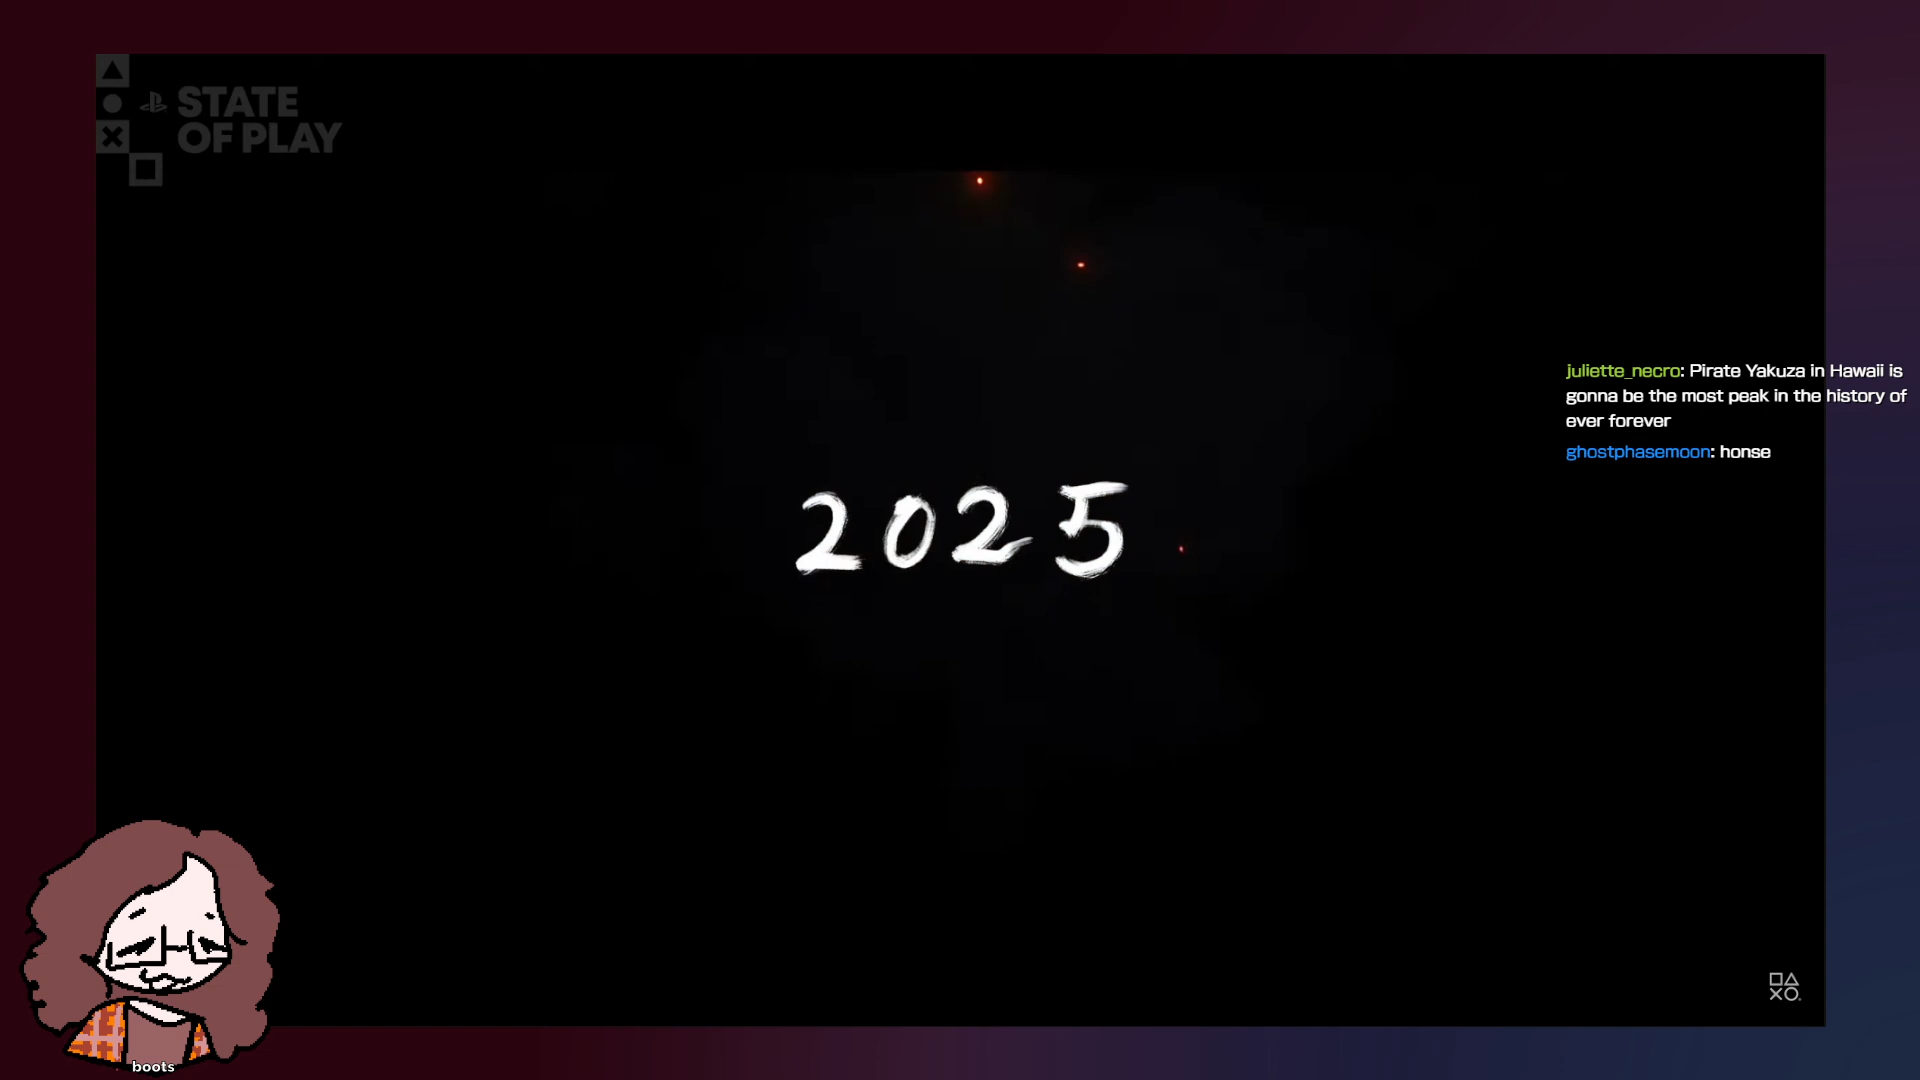 STATE
OF PLAY
juliette_necro: Pirate Yakuza in Hawaii is
gonna be the most peak in the history of
ever forever
ghostphasemoon: honse
2025
boots